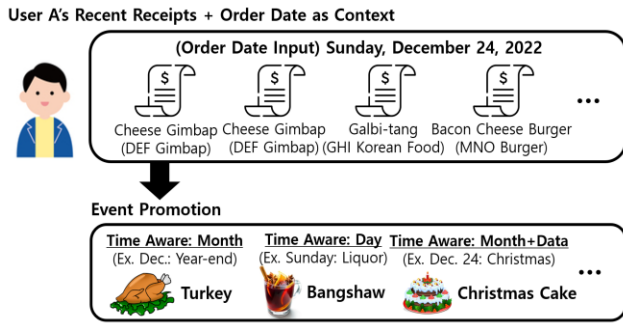 User A's Recent Receipts + Order Date as Context
(Order Date Input) Sunday, December 24, 2022
$ $ $ $
Cheese Gimbap Cheese Gimbap Galbi-tang Bacon Cheese Burger ...
(DEF Gimbap) (DEF Gimbap) (GHI Korean Food) (MNO Burger)
Event Promotion
Time Aware: Month Time Aware: Day Time Aware: Month+Data
(Ex. Dec.: Year-end) (Ex. Sunday: Liquor) (Ex. Dec. 24: Christmas) ...
Turkey Bangshaw Christmas Cake